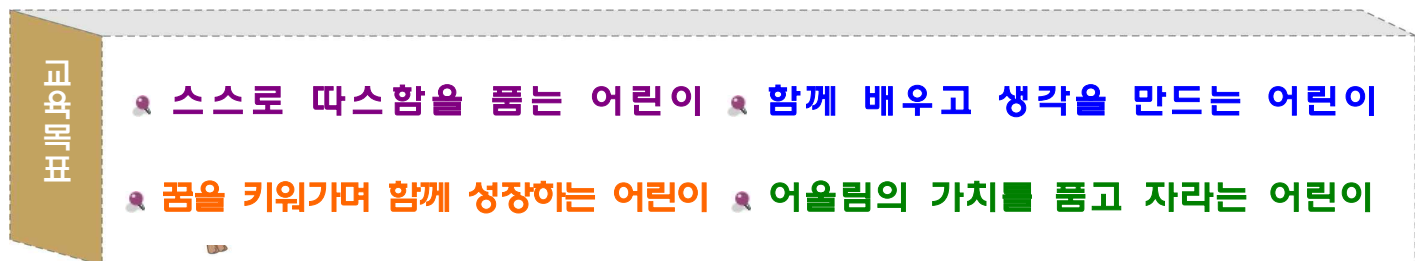 교육목표
스스로 따스함을 품는 어린이 함께 배우고 생각을 만드는 어린이
꿈을 키워가며 함께 성장하는 어린이 어울림의 가치를 품고 자라는 어린이